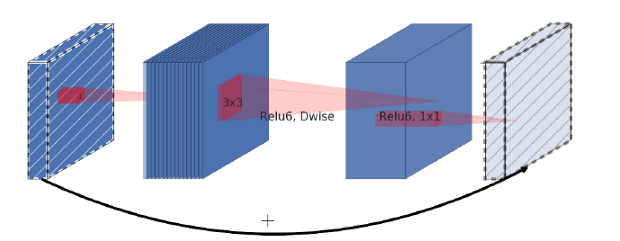 3x3
Relu6, Dwise
Relu6, 1x1
+